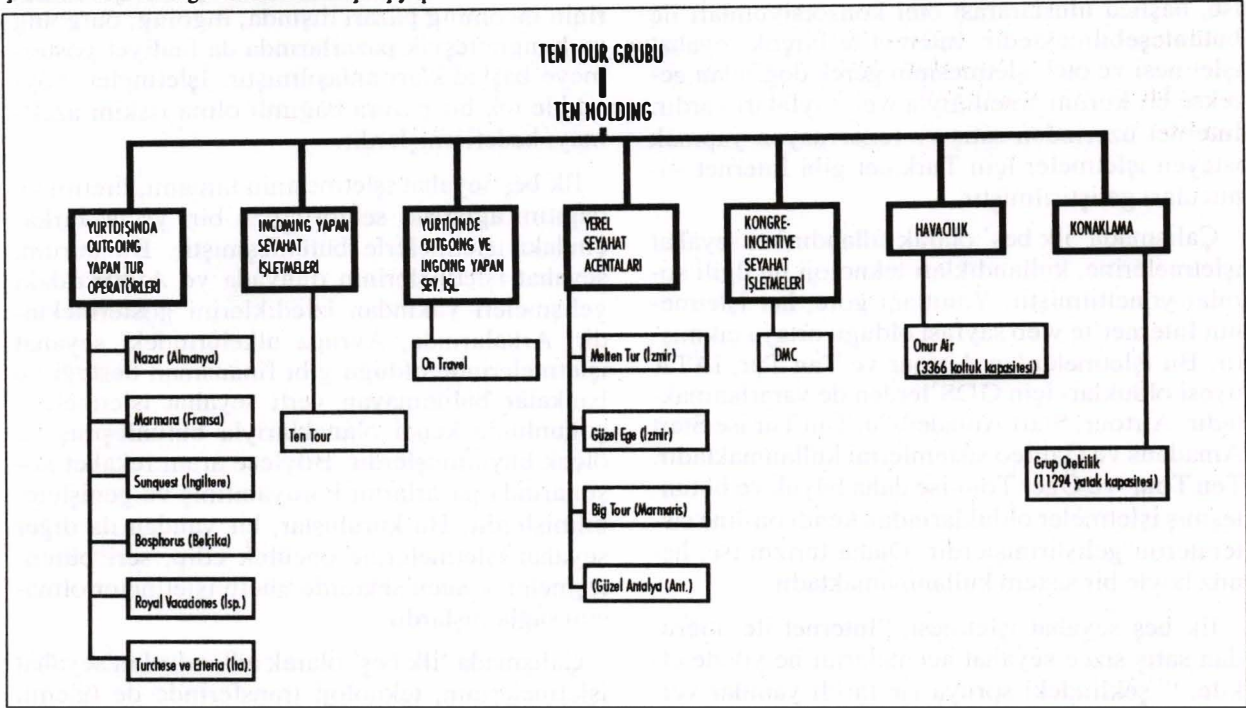 TEN TOUR GRUBU
TEN HOLDING
YURTDIŞINDA
OUTGOING
YAPAN TUR
OPERATÖRLERİ
INCOMING YAPAN
SEYAHAT
İŞLETMELERİ
YURTİÇİNDE
OUTGOING VE
INGOING YAPAN
SEY. İŞL.
YEREL
SEYAHAT
ACENTALARI
KONGRE-
INCENTIVE
SEYAHAT
İŞLETMELERİ
HAVACILIK
KONAKLAMA
Nazar (Almanya)
Marmara (Fransa)
Sunquest (İngiltere)
Bosphorus (Belçika)
Royal Vacaciones (İsp.)
Turchese ve Eteria (İta).
Ten Tour
On Travel
Melten Tur (İzmir)
Güzel Ege (İzmir)
Big Tour (Marmaris)
(Güzel Antalya (Ant.)
DMC
Onur Air
(3366 koltuk kapasitesi)
Grup Otekilik
(11294 yatak kapasitesi)